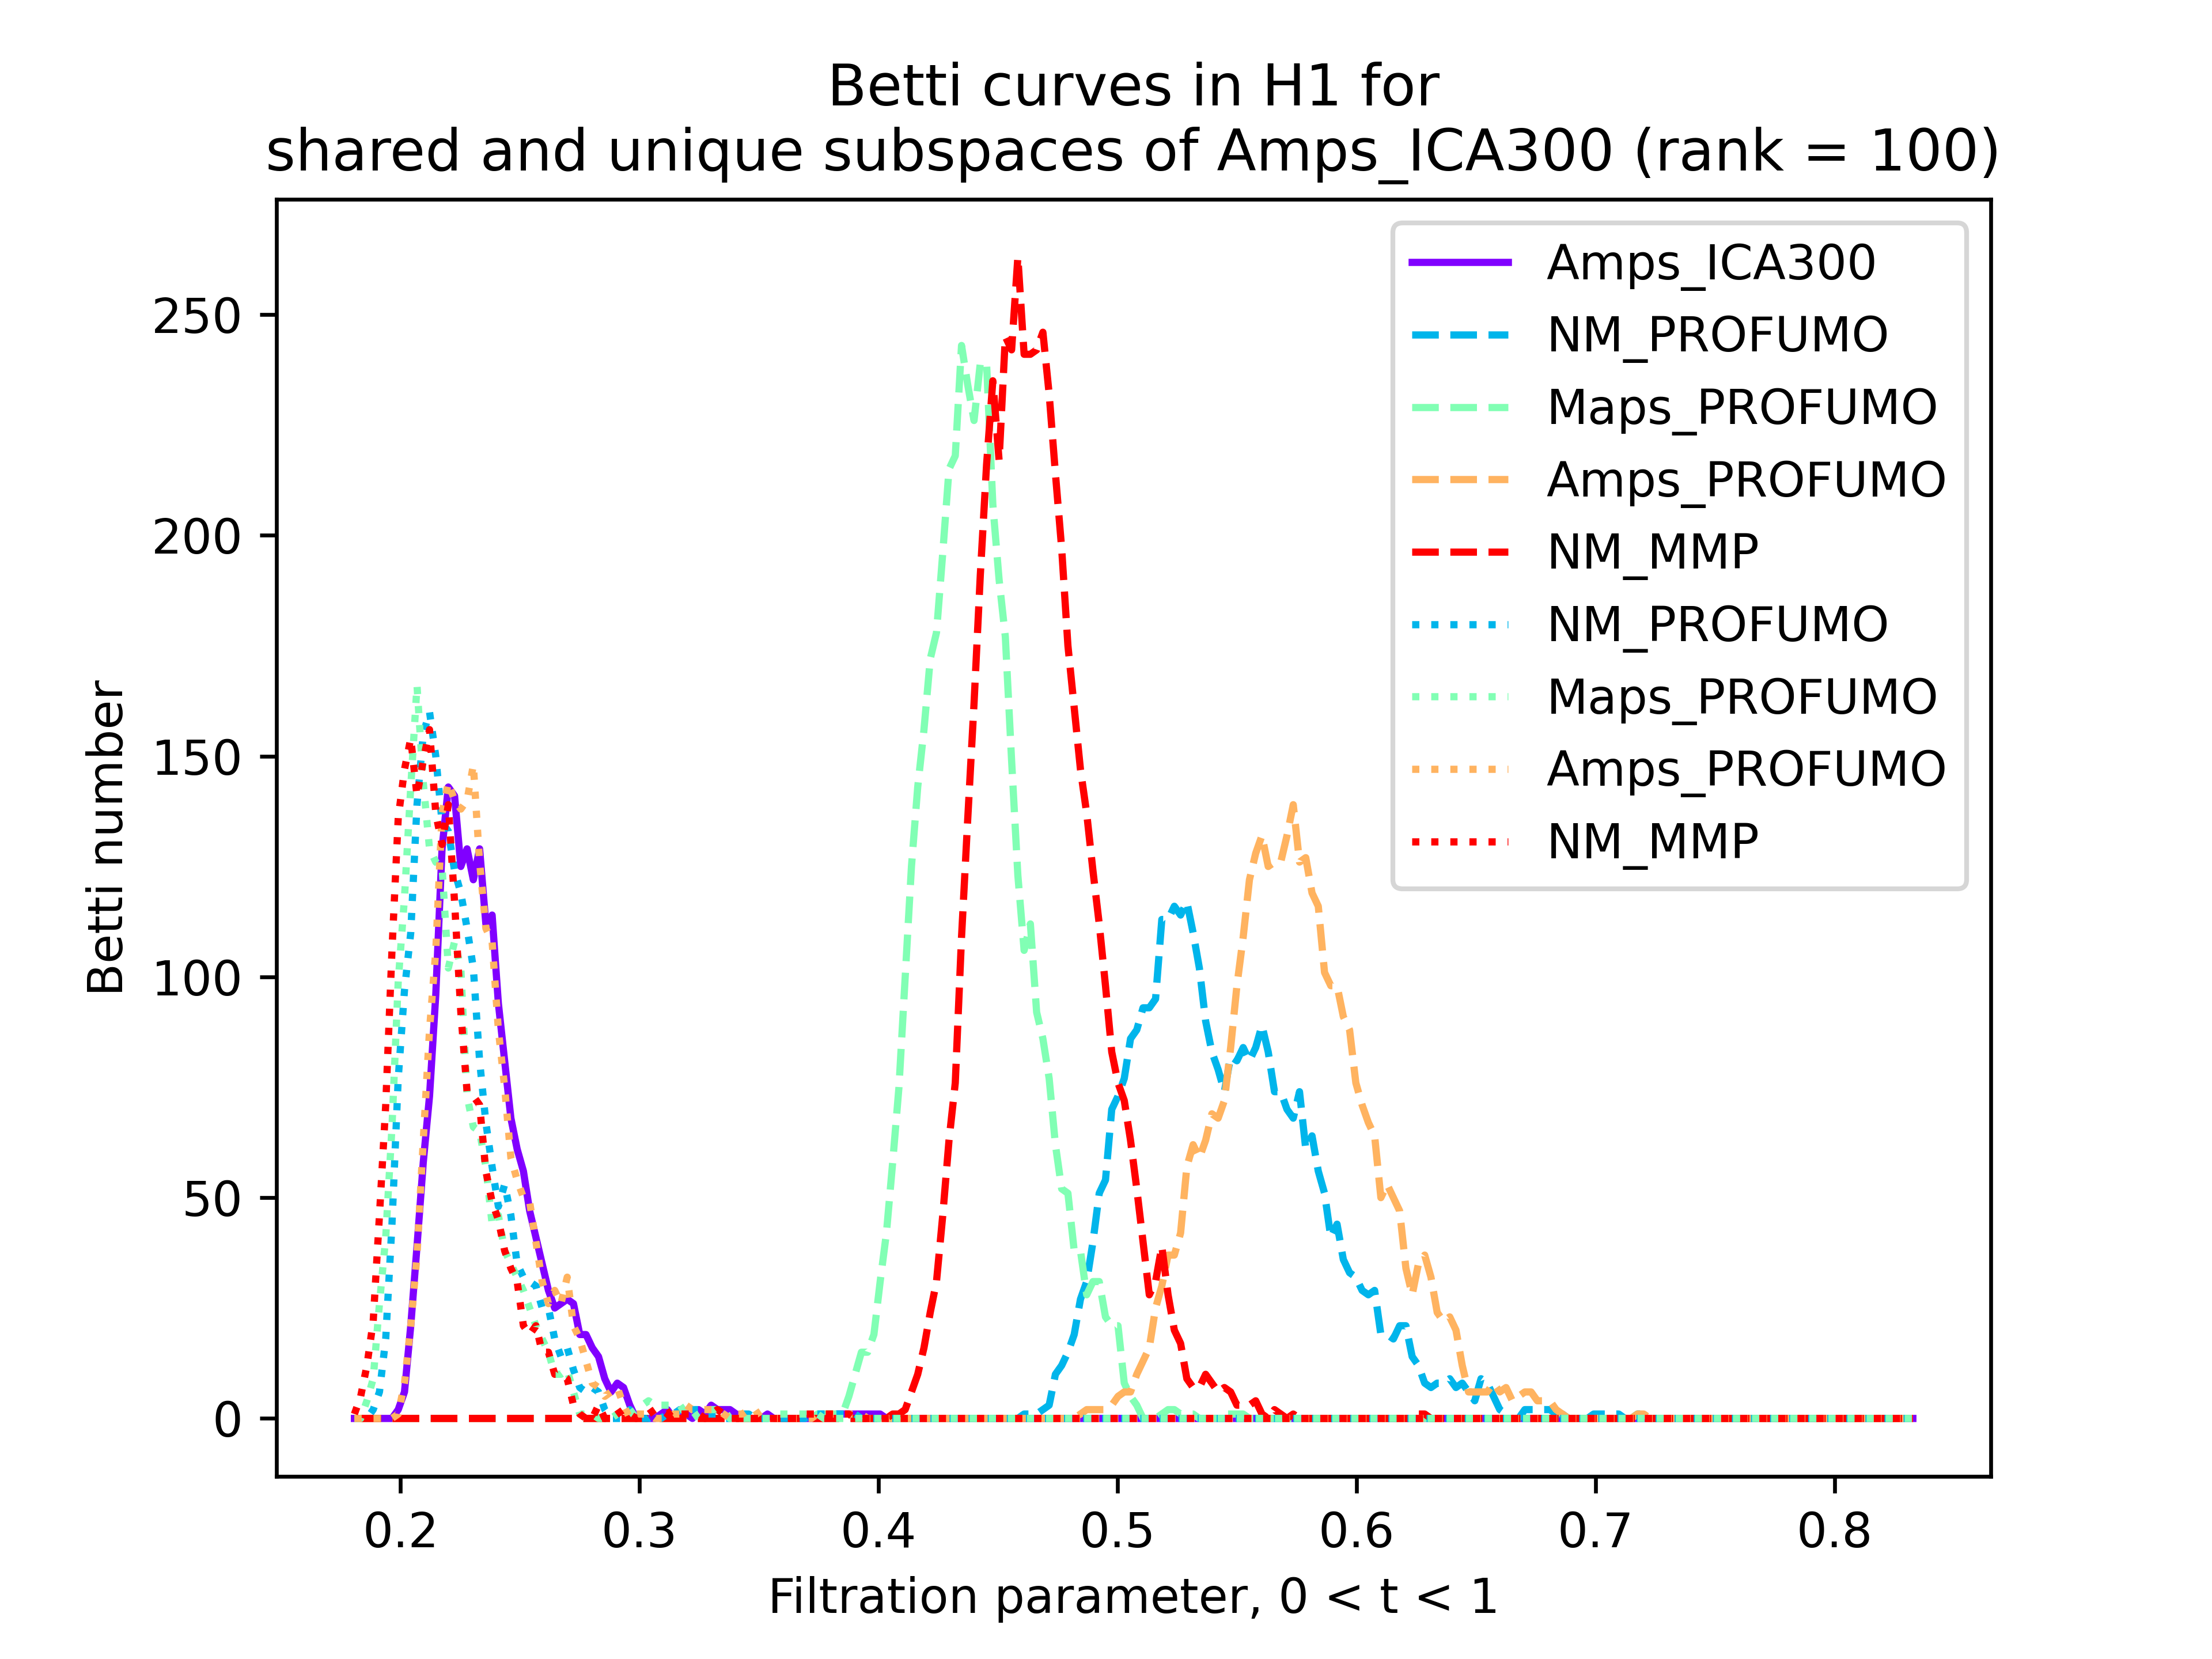 Betti curves in H1 for
shared and unique subspaces of Amps_ICA300 (rank = 100)
Betti number
250
200
150
100
50
0
Amps_ICA300
NM_PROFUMO
Maps_PROFUMO
Amps_PROFUMO
NM_MMP
NM_PROFUMO
Maps_PROFUMO
Amps_PROFUMO
NM_MMP
0.2 0.3 0.4 0.5 0.6 0.7 0.8
Filtration parameter, 0 < t < 1